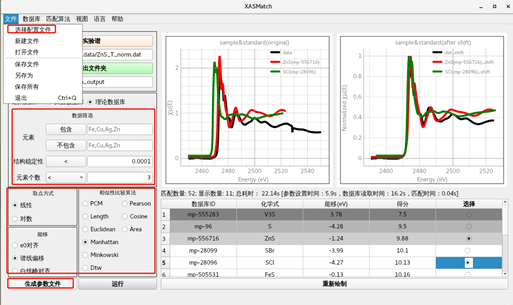 XASMatch
文件 数据库 匹配算法 视图 语言 帮助
选择配置文件
新建文件
打开文件
保存文件
另存为
保存所有
退出 Ctrl+Q
实验谱
.data/ZnS_T_norm.dat
出文件夹
_output
理论数据库
数据筛选
元素 包含 Fe,Cu,Ag,Zn
不包含 Fe,Cu,Ag,Zn
结构稳定性 < 0.0001
元素个数 < 3
取点方式
线性
对数
能移
e0对齐
谱线偏移
白线峰对齐
相似性比较算法
PCM Pearson
Length Cosine
Euclidean Area
Manhattan
Minkowski
Dtw
生成参数文件 运行
sample&standard(original)
data
ZnS(mp-556716)
SCl(mp-28096)
χμ(E)
2
1
0
2460 2480 2500 2520
Energy (eV)
sample&standard(after shift)
data
ZnS(mp-556716)_shift
SCl(mp-28096)_shift
Normalized χμ(E)
2460 2480 2500 2520
Energy (eV)
匹配数量: 52; 显示数量: 11; 总耗时: 22.14s [参数设置时间: 5.9s, 数据库读取时间: 16.2s, 匹配时间: 0.04s]
数据库ID 化学式 能移(eV) 得分 选择
1 mp-555283 V3S 3.78 7.5
2 mp-96 S -4.28 9.5
3 mp-556716 ZnS -1.24 9.88
4 mp-28099 SBr -3.99 10.1
5 mp-28096 SCl -4.27 10.13
6 mp-505531 FeS -0.13 10.16
重新绘制